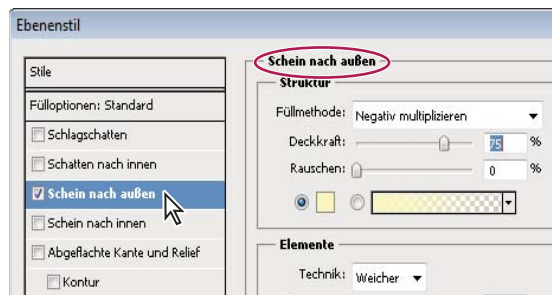 Ebenenstil
Stile
Fülloptionen: Standard
Schlagschatten
Schatten nach innen
Schein nach außen
Schein nach innen
Abgeflachte Kante und Relief
Kontur
Schein nach außen
Struktur
Füllmethode: Negativ multiplizieren
Deckkraft: 75 %
Rauschen: 0 %
Elemente
Technik: Weicher